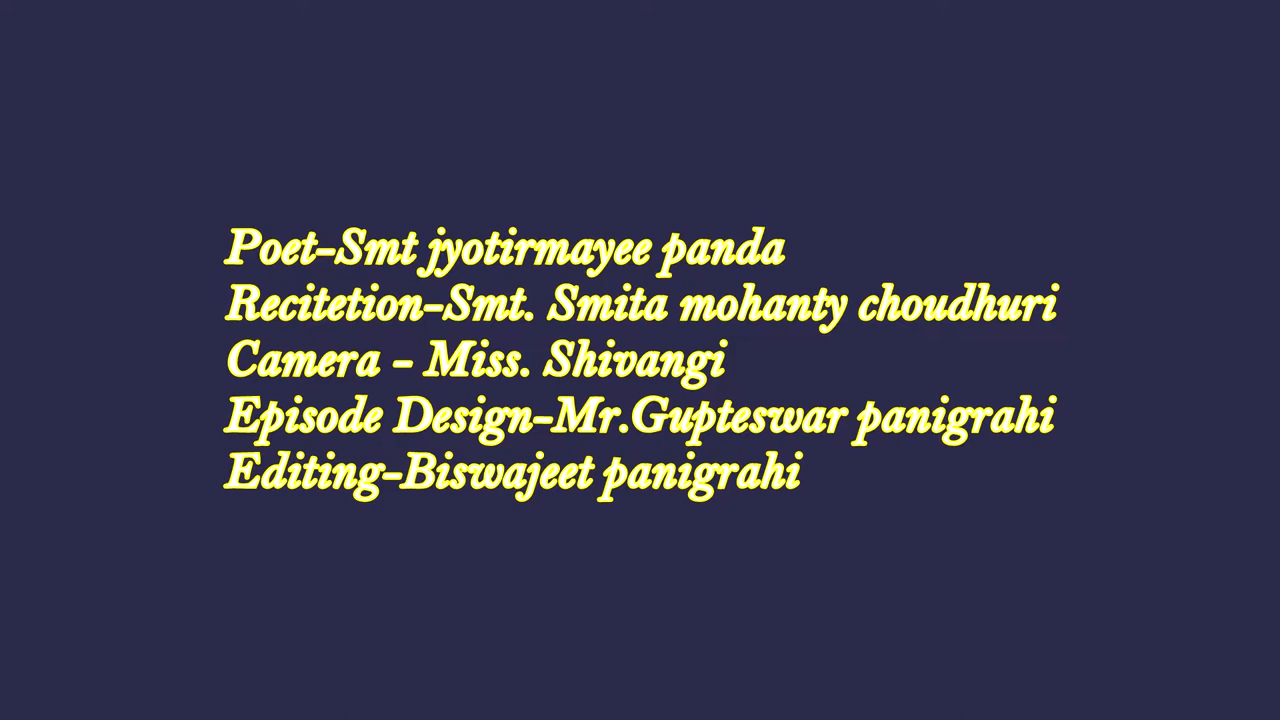 Poet-Smt jyotirmayee panda
Recitetion-Smt. Smita mohanty choudhuri
Camera - Miss. Shivangi
Episode Design-Mr.Gupteswar panigrahi
Editing-Biswajeet panigrahi